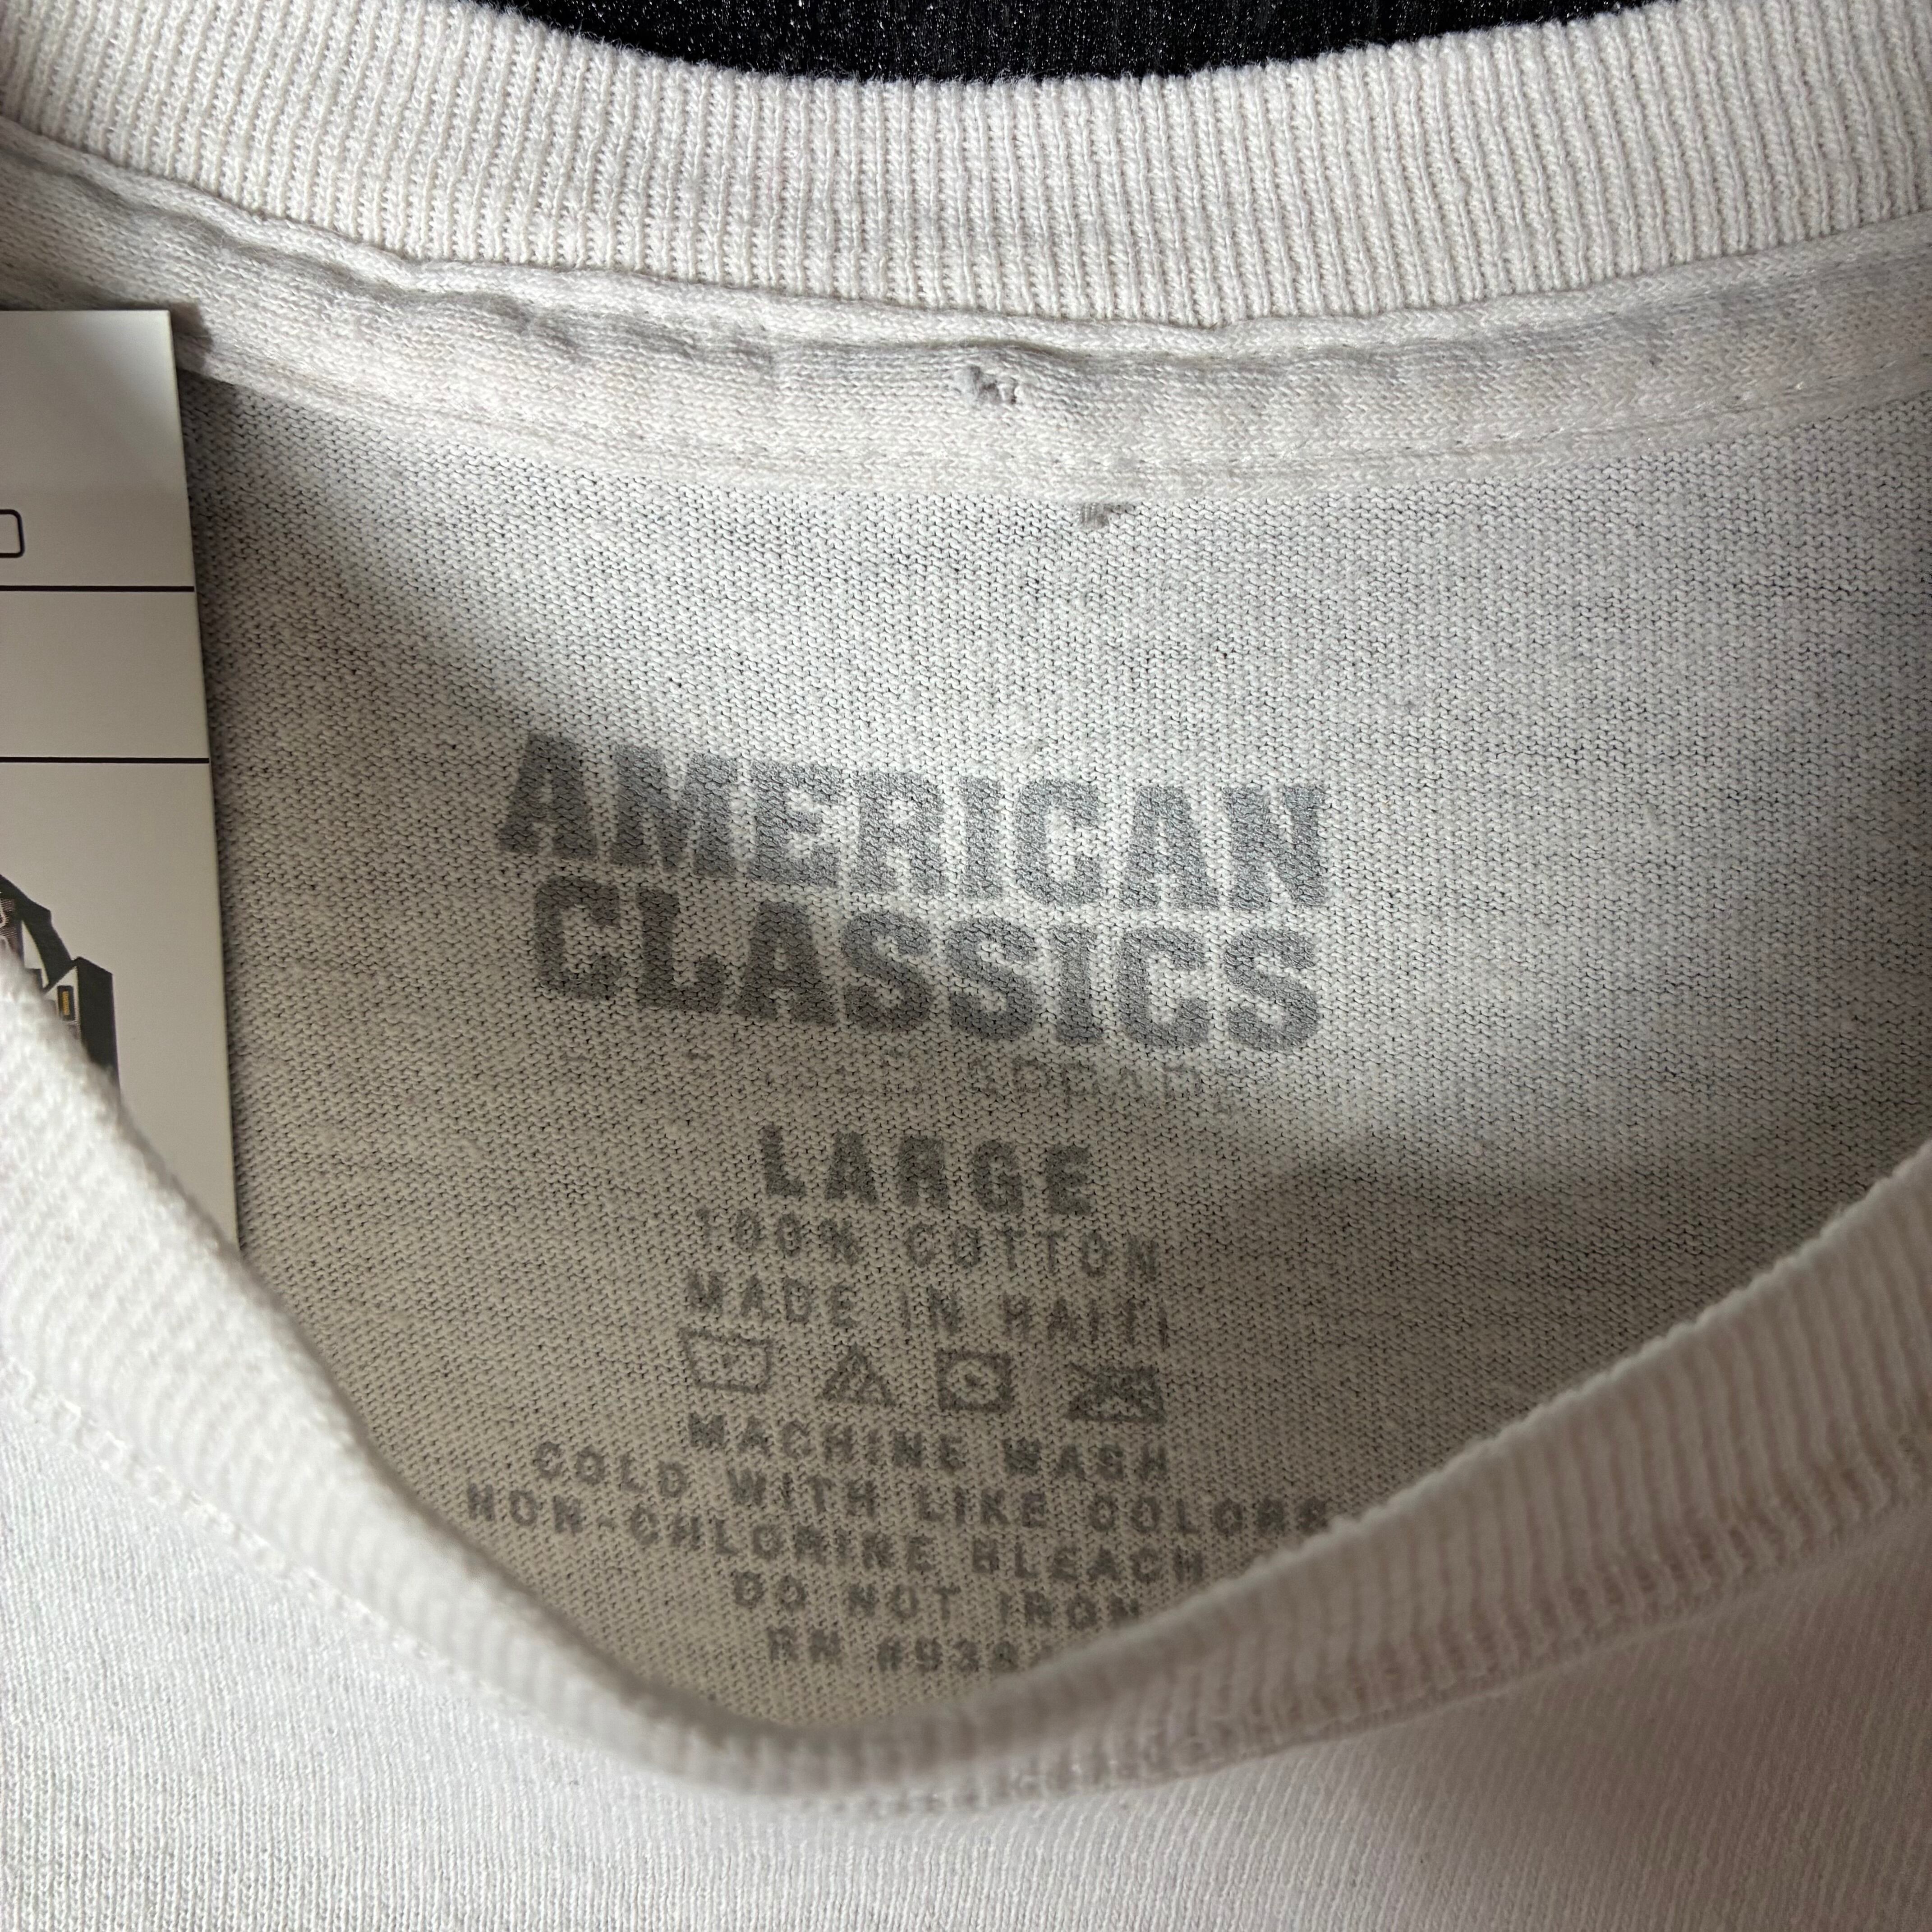 AMERICAN
CLASSICS
LARGE
100% COTTON
MADE IN HAITI
MACHINE WASH
COLD WITH LIKE COLORS
NON-CHLORINE BLEACH
DO NOT IRON
RN